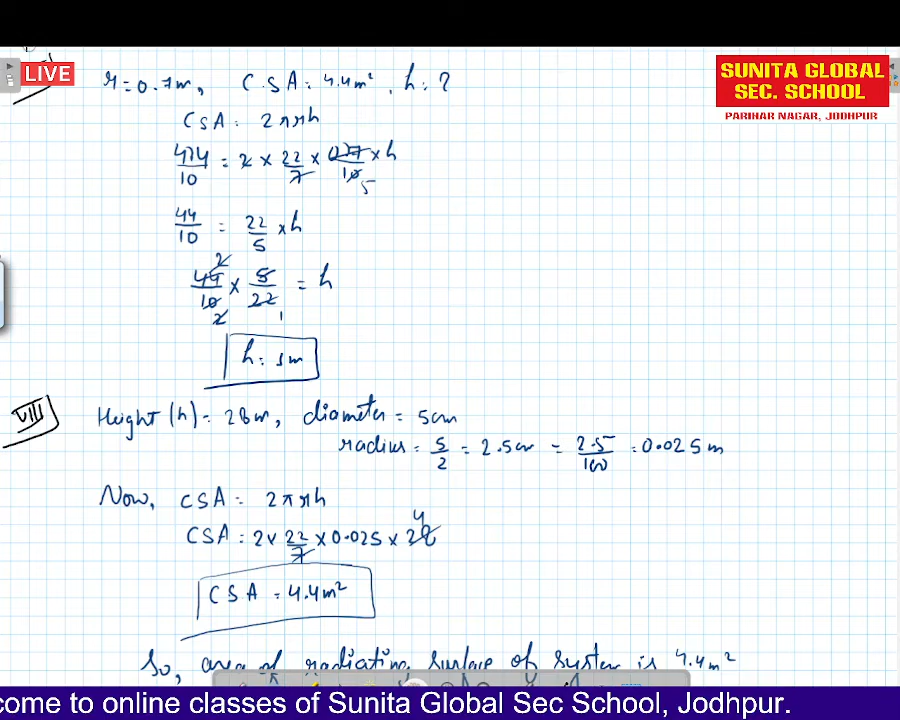 LIVE
SUNITA GLOBAL
SEC. SCHOOL
PARIHAR NAGAR, JODHPUR
r = 0.7m, CSA = 4.4m², h = ?
CSA = 2πrh
44/10 = 2 × 22/7 × 7/10 × h
5
44/10 = 22/5 × h
44/10 × 5/22 = h
h = 1m
VIII Height (h) = 28m, diameter = 5cm
radius = 5/2 = 2.5cm = 2.5/100 = 0.025m
Now, CSA = 2πrh
CSA = 2 × 22/7 × 0.025 × 28
4
CSA = 4.4m²
So, area of radiating surface of system is 4.4m²
come to online classes of Sunita Global Sec School, Jodhpur.